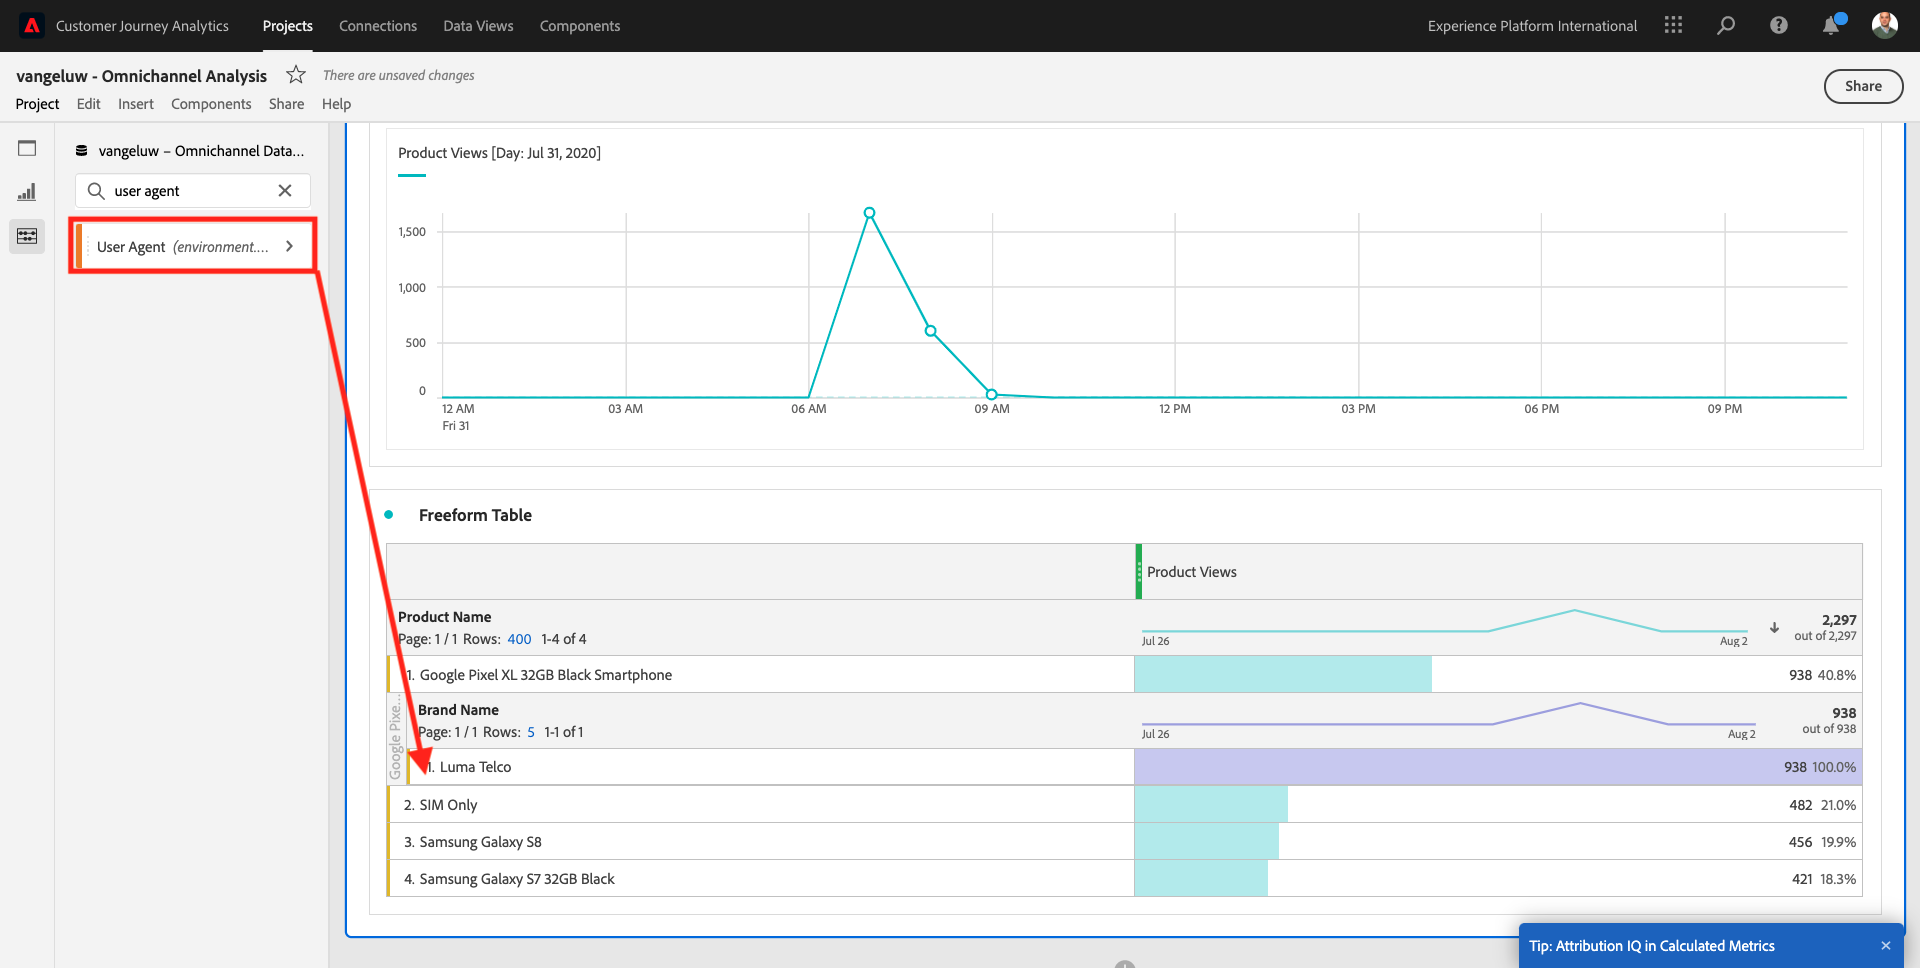 Customer Journey Analytics Projects Connections Data Views Components Experience Platform International
vangeluw - Omnichannel Analysis There are unsaved changes
Share
Project Edit Insert Components Share Help
vangeluw – Omnichannel Data...
user agent
User Agent (environment....
Product Views [Day: Jul 31, 2020]
1,500
1,000
500
0
12 AM 03 AM 06 AM 09 AM 12 PM 03 PM 06 PM 09 PM
Fri 31
Freeform Table
Product Views
Product Name
Page: 1 / 1 Rows: 400 1-4 of 4
Jul 26 Aug 2
2,297
out of 2,297
1. Google Pixel XL 32GB Black Smartphone 938 40.8%
Google Pixe...
Brand Name
Page: 1 / 1 Rows: 5 1-1 of 1
Jul 26 Aug 2
938
out of 938
1. Luma Telco 938 100.0%
2. SIM Only 482 21.0%
3. Samsung Galaxy S8 456 19.9%
4. Samsung Galaxy S7 32GB Black 421 18.3%
Tip: Attribution IQ in Calculated Metrics